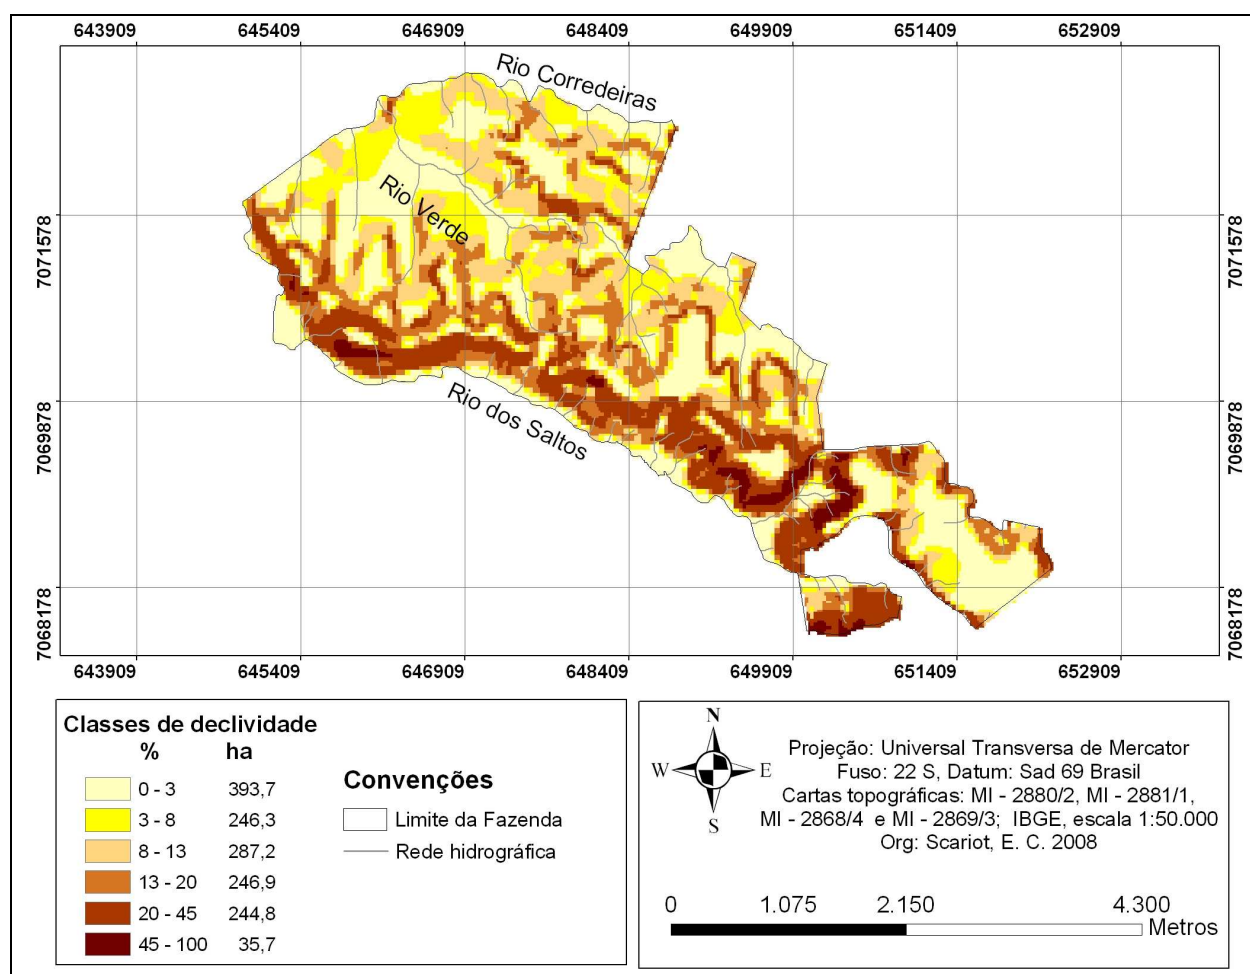 643909 645409 646909 648409 649909 651409 652909
Rio Corredeiras
Rio Verde
7071578 7071578
Rio dos Saltos
7069878 7069878
7068178 7068178
643909 645409 646909 648409 649909 651409 652909
Classes de declividade
% ha
0 - 3 393,7
3 - 8 246,3
8 - 13 287,2
13 - 20 246,9
20 - 45 244,8
45 - 100 35,7
Convenções
Limite da Fazenda
Rede hidrográfica
N
W E
S
Projeção: Universal Transversa de Mercator
Fuso: 22 S, Datum: Sad 69 Brasil
Cartas topográficas: MI - 2880/2, MI - 2881/1,
MI - 2868/4 e MI - 2869/3; IBGE, escala 1:50.000
Org: Scariot, E. C. 2008
0 1.075 2.150 4.300
Metros